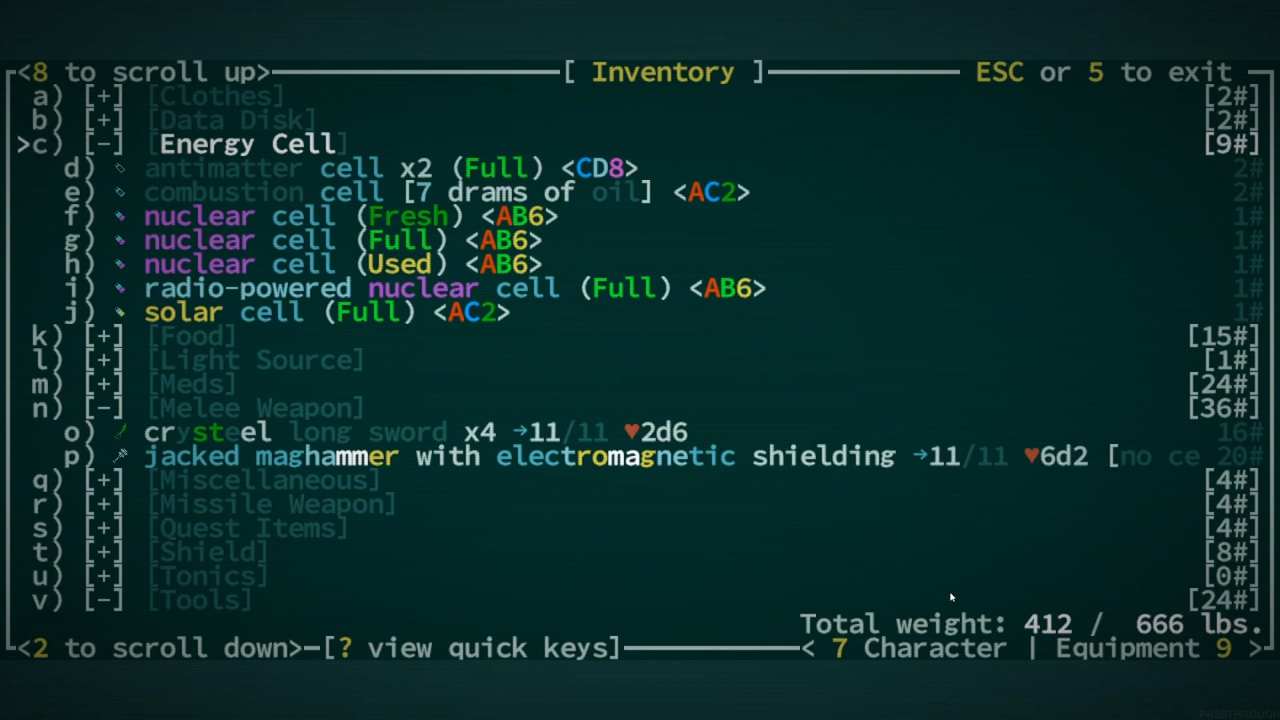 <8 to scroll up> [ Inventory ] ESC or 5 to exit
a) [+] [Clothes] [2#]
b) [+] [Data Disk] [2#]
>c) [-] [Energy Cell] [9#]
d) antimatter cell x2 (Full) <CD8> 2#
e) combustion cell [7 drams of oil] <AC2> 2#
f) nuclear cell (Fresh) <AB6> 1#
g) nuclear cell (Full) <AB6> 1#
h) nuclear cell (Used) <AB6> 1#
i) radio-powered nuclear cell (Full) <AB6> 1#
j) solar cell (Full) <AC2> 1#
k) [+] [Food] [15#]
l) [+] [Light Source] [1#]
m) [+] [Meds] [24#]
n) [-] [Melee Weapon] [36#]
o) crysteel long sword x4 →11/11 ♥2d6 16#
p) jacked maghammer with electromagnetic shielding →11/11 ♥6d2 [no ce 20#
q) [+] [Miscellaneous] [4#]
r) [+] [Missile Weapon] [4#]
s) [+] [Quest Items] [4#]
t) [+] [Shield] [8#]
u) [+] [Tonics] [0#]
v) [-] [Tools] [24#]
Total weight: 412 / 666 lbs.
<2 to scroll down> [? view quick keys] < 7 Character | Equipment 9 >